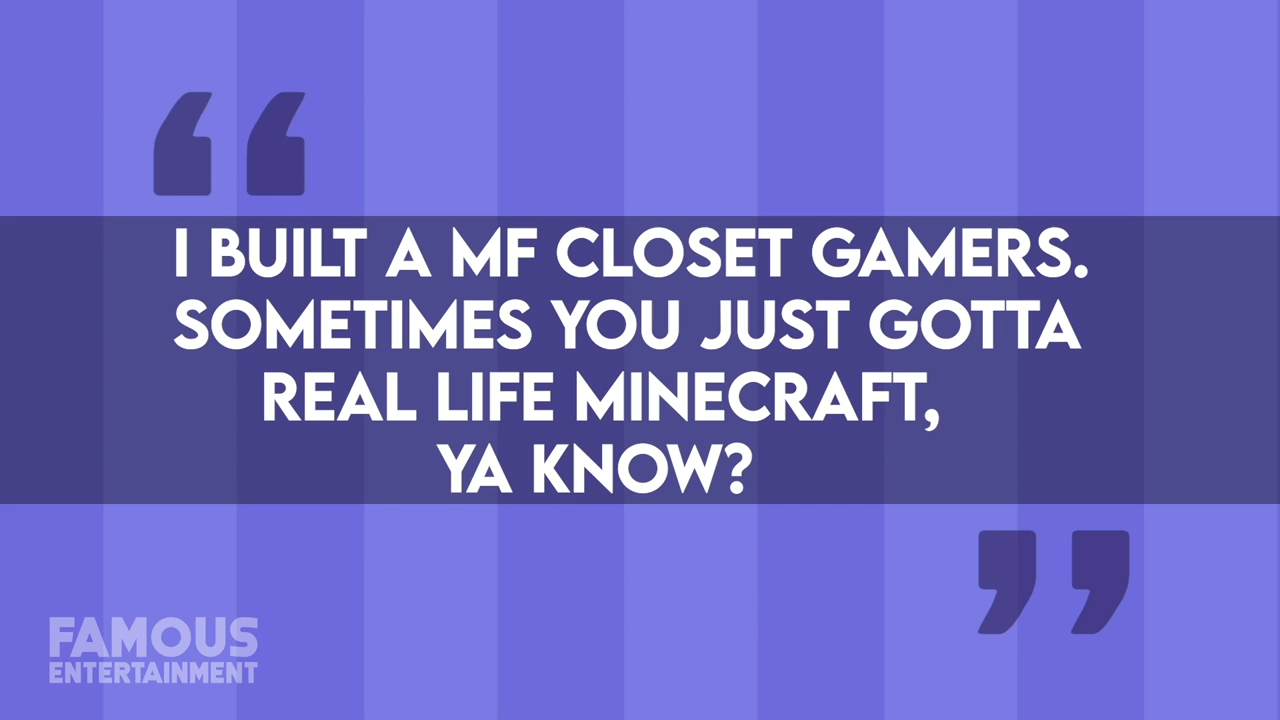 “
I BUILT A MF CLOSET GAMERS.
SOMETIMES YOU JUST GOTTA
REAL LIFE MINECRAFT,
YA KNOW?
”
FAMOUS
ENTERTAINMENT